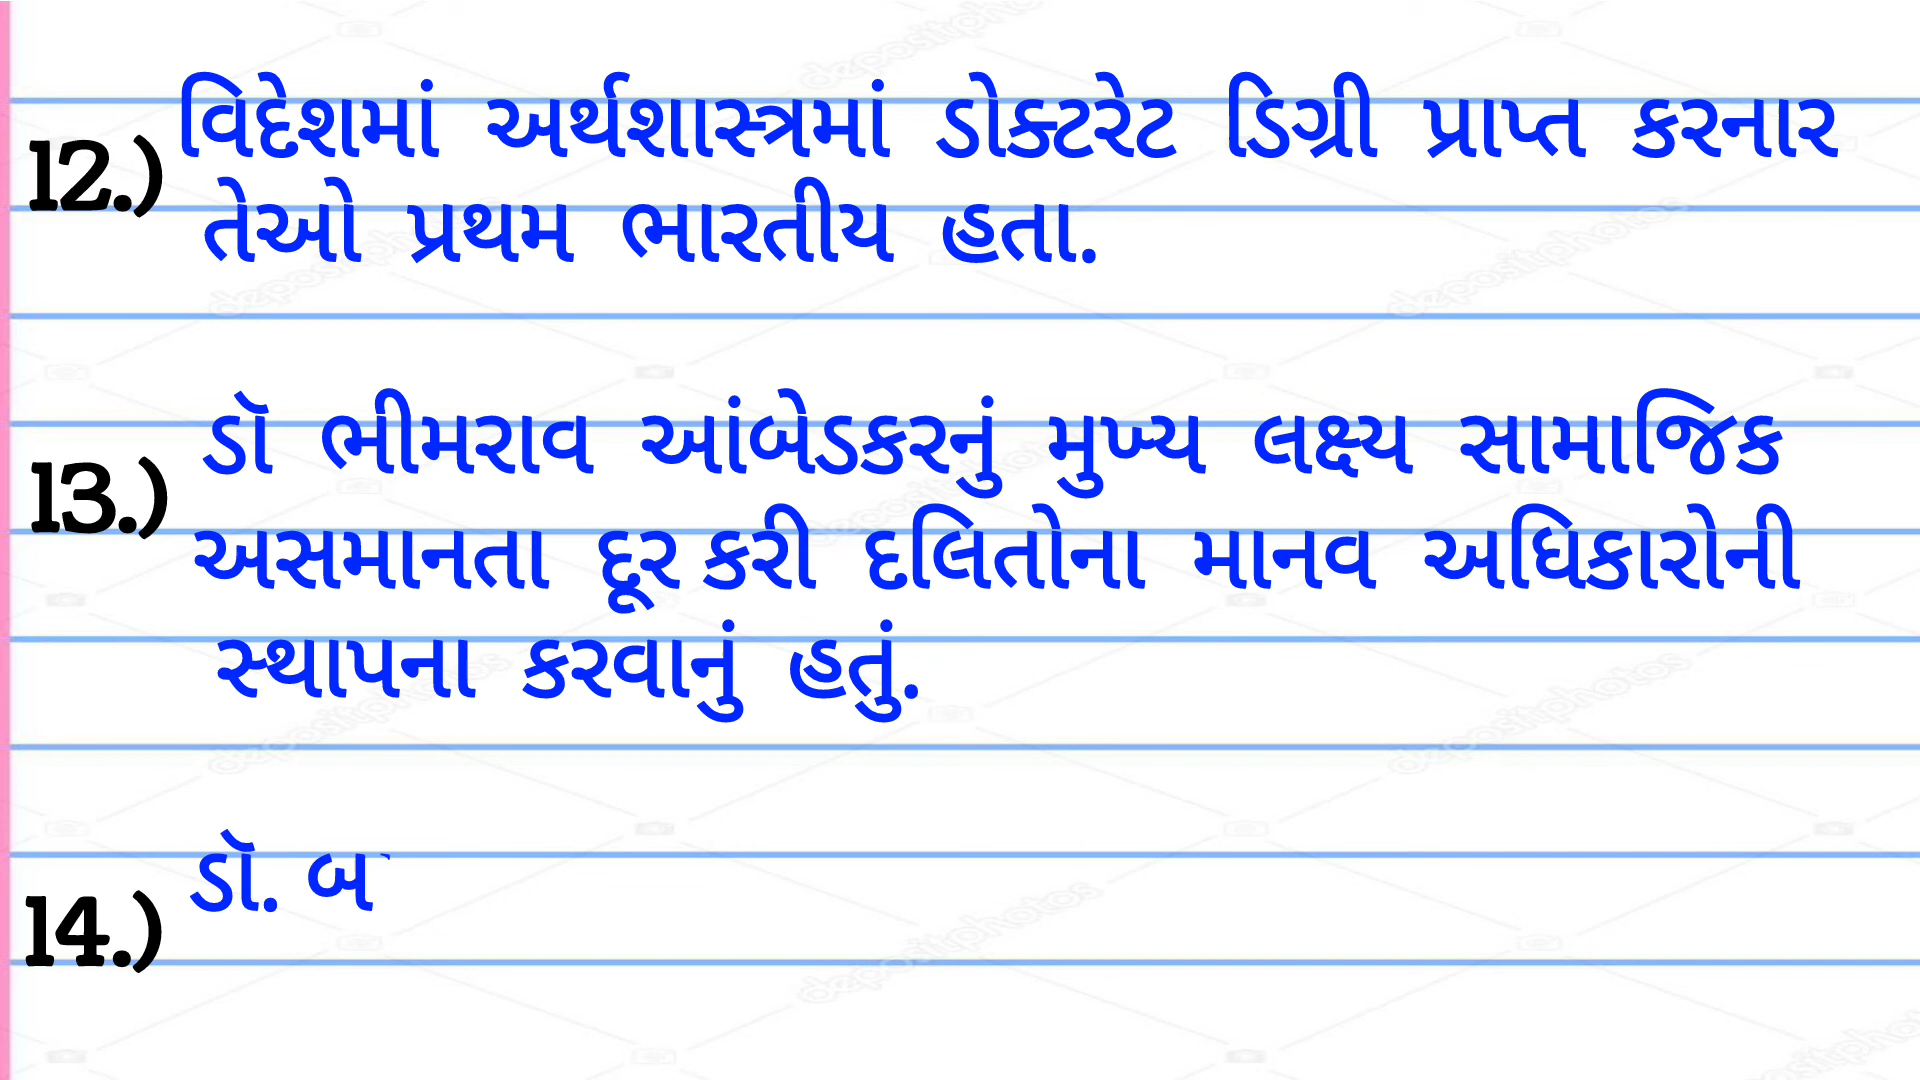 12.) વિદેશમાં અર્થશાસ્ત્રમાં ડોક્ટરેટ ડિગ્રી પ્રાપ્ત કરનાર
તેઓ પ્રથમ ભારતીય હતા.
13.) ડૉ ભીમરાવ આંબેડકરનું મુખ્ય લક્ષ્ય સામાજિક
અસમાનતા દૂર કરી દલિતોના માનવ અધિકારોની
સ્થાપના કરવાનું હતું.
14.) ડૉ.